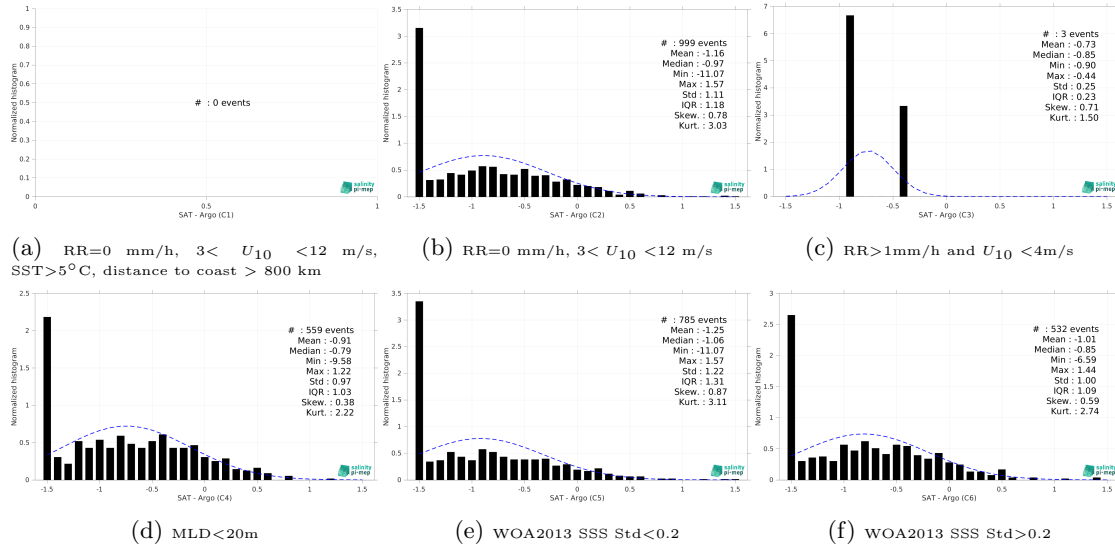 1
0.9
0.8
0.7
0.6
0.5
0.4
0.3
0.2
0.1
0
Normalized histogram
# : 0 events
salinity
pi-mep
0 0.5 1
SAT - Argo (C1)
(a) RR=0 mm/h, 3< U10 <12 m/s,
SST>5°C, distance to coast > 800 km
3.5
3
2.5
2
1.5
1
0.5
0
Normalized histogram
# : 999 events
Mean : -1.16
Median : -0.97
Min : -11.07
Max : 1.57
Std : 1.11
IQR : 1.18
Skew. : 0.78
Kurt. : 3.03
salinity
pi-mep
-1.5 -1 -0.5 0 0.5 1 1.5
SAT - Argo (C2)
(b) RR=0 mm/h, 3< U10 <12 m/s
7
6
5
4
3
2
1
0
Normalized histogram
# : 3 events
Mean : -0.73
Median : -0.85
Min : -0.90
Max : -0.44
Std : 0.25
IQR : 0.23
Skew. : 0.71
Kurt. : 1.50
salinity
pi-mep
-1.5 -1 -0.5 0 0.5 1 1.5
SAT - Argo (C3)
(c) RR>1mm/h and U10 <4m/s
2.5
2
1.5
1
0.5
0
Normalized histogram
# : 559 events
Mean : -0.91
Median : -0.79
Min : -9.58
Max : 1.22
Std : 0.97
IQR : 1.03
Skew. : 0.38
Kurt. : 2.22
salinity
pi-mep
-1.5 -1 -0.5 0 0.5 1 1.5
SAT - Argo (C4)
(d) MLD<20m
3.5
3
2.5
2
1.5
1
0.5
0
Normalized histogram
# : 785 events
Mean : -1.25
Median : -1.06
Min : -11.07
Max : 1.57
Std : 1.22
IQR : 1.31
Skew. : 0.87
Kurt. : 3.11
salinity
pi-mep
-1.5 -1 -0.5 0 0.5 1 1.5
SAT - Argo (C5)
(e) WOA2013 SSS Std<0.2
3
2.5
2
1.5
1
0.5
0
Normalized histogram
# : 532 events
Mean : -1.01
Median : -0.85
Min : -6.59
Max : 1.44
Std : 1.00
IQR : 1.09
Skew. : 0.59
Kurt. : 2.74
salinity
pi-mep
-1.5 -1 -0.5 0 0.5 1 1.5
SAT - Argo (C6)
(f) WOA2013 SSS Std>0.2